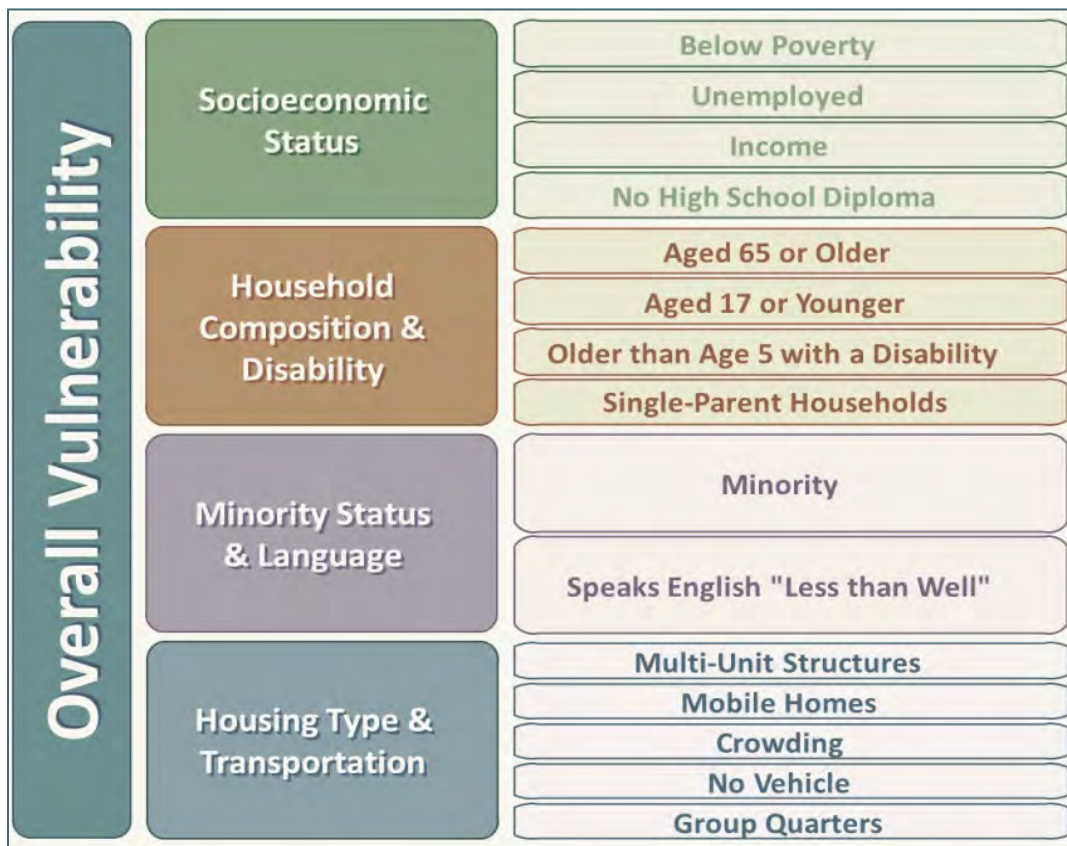 Overall Vulnerability
Socioeconomic
Status
Below Poverty
Unemployed
Income
No High School Diploma
Household
Composition &
Disability
Aged 65 or Older
Aged 17 or Younger
Older than Age 5 with a Disability
Single-Parent Households
Minority Status
& Language
Minority
Speaks English "Less than Well"
Housing Type &
Transportation
Multi-Unit Structures
Mobile Homes
Crowding
No Vehicle
Group Quarters